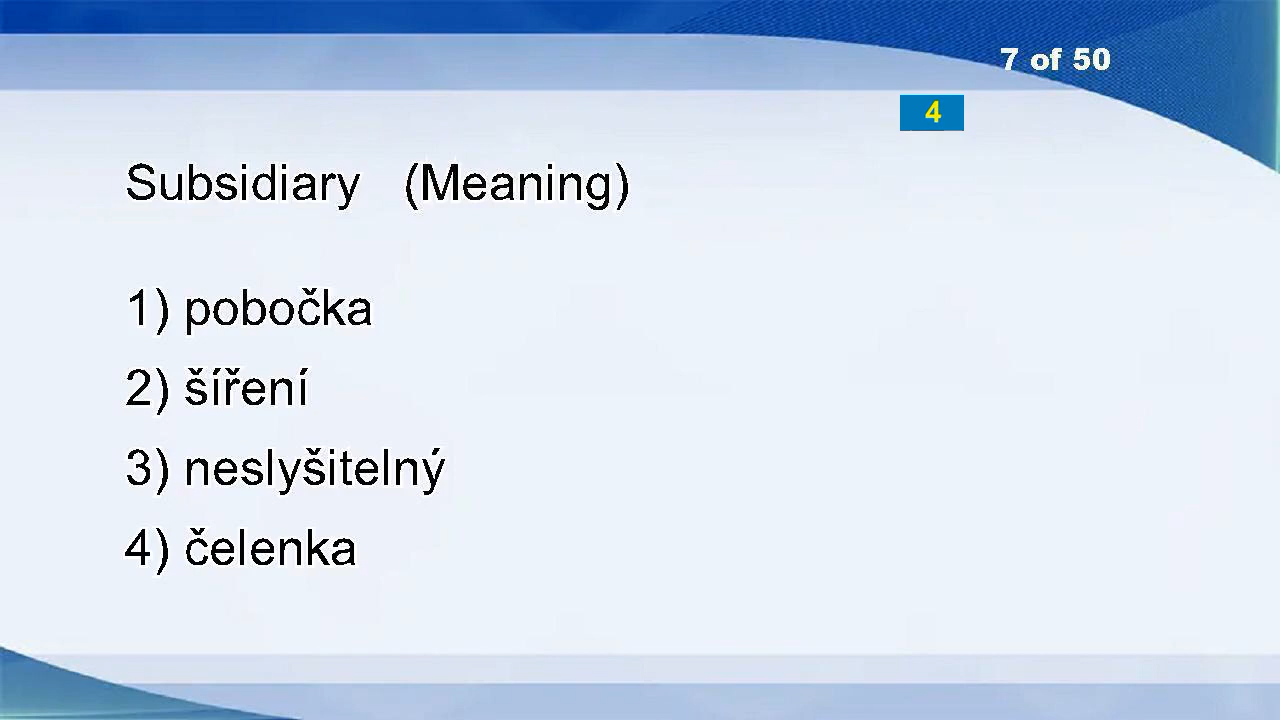 7 of 50
4
Subsidiary (Meaning)
1) pobočka
2) šíření
3) neslyšitelný
4) čelenka